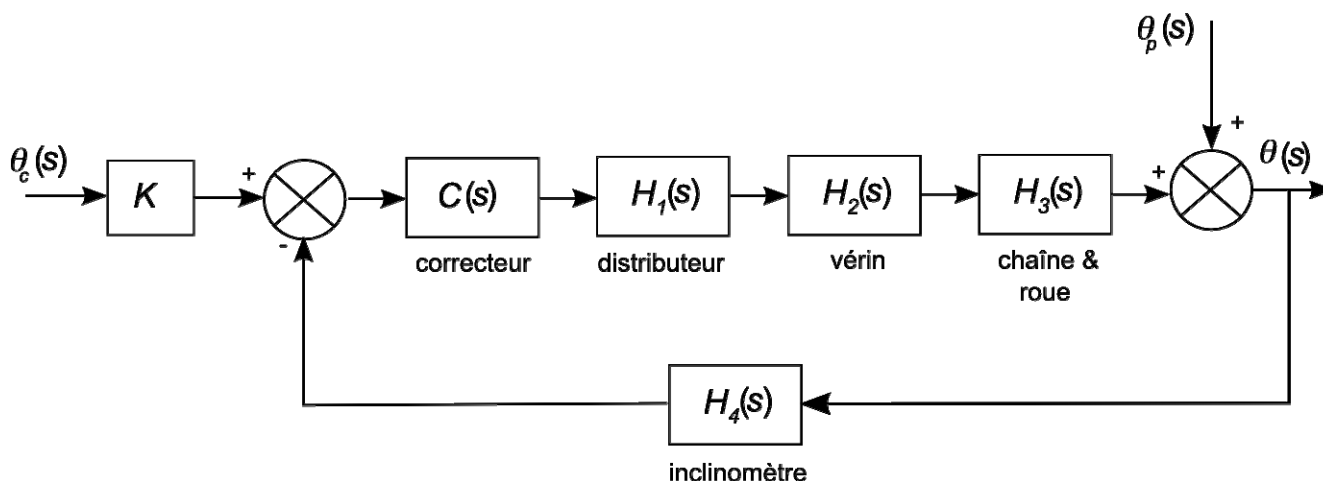 θp(s)
θc(s)
K
+
-
C(s)
H1(s)
H2(s)
H3(s)
+
+
θ(s)
correcteur
distributeur
vérin
chaîne &
roue
H4(s)
inclinomètre